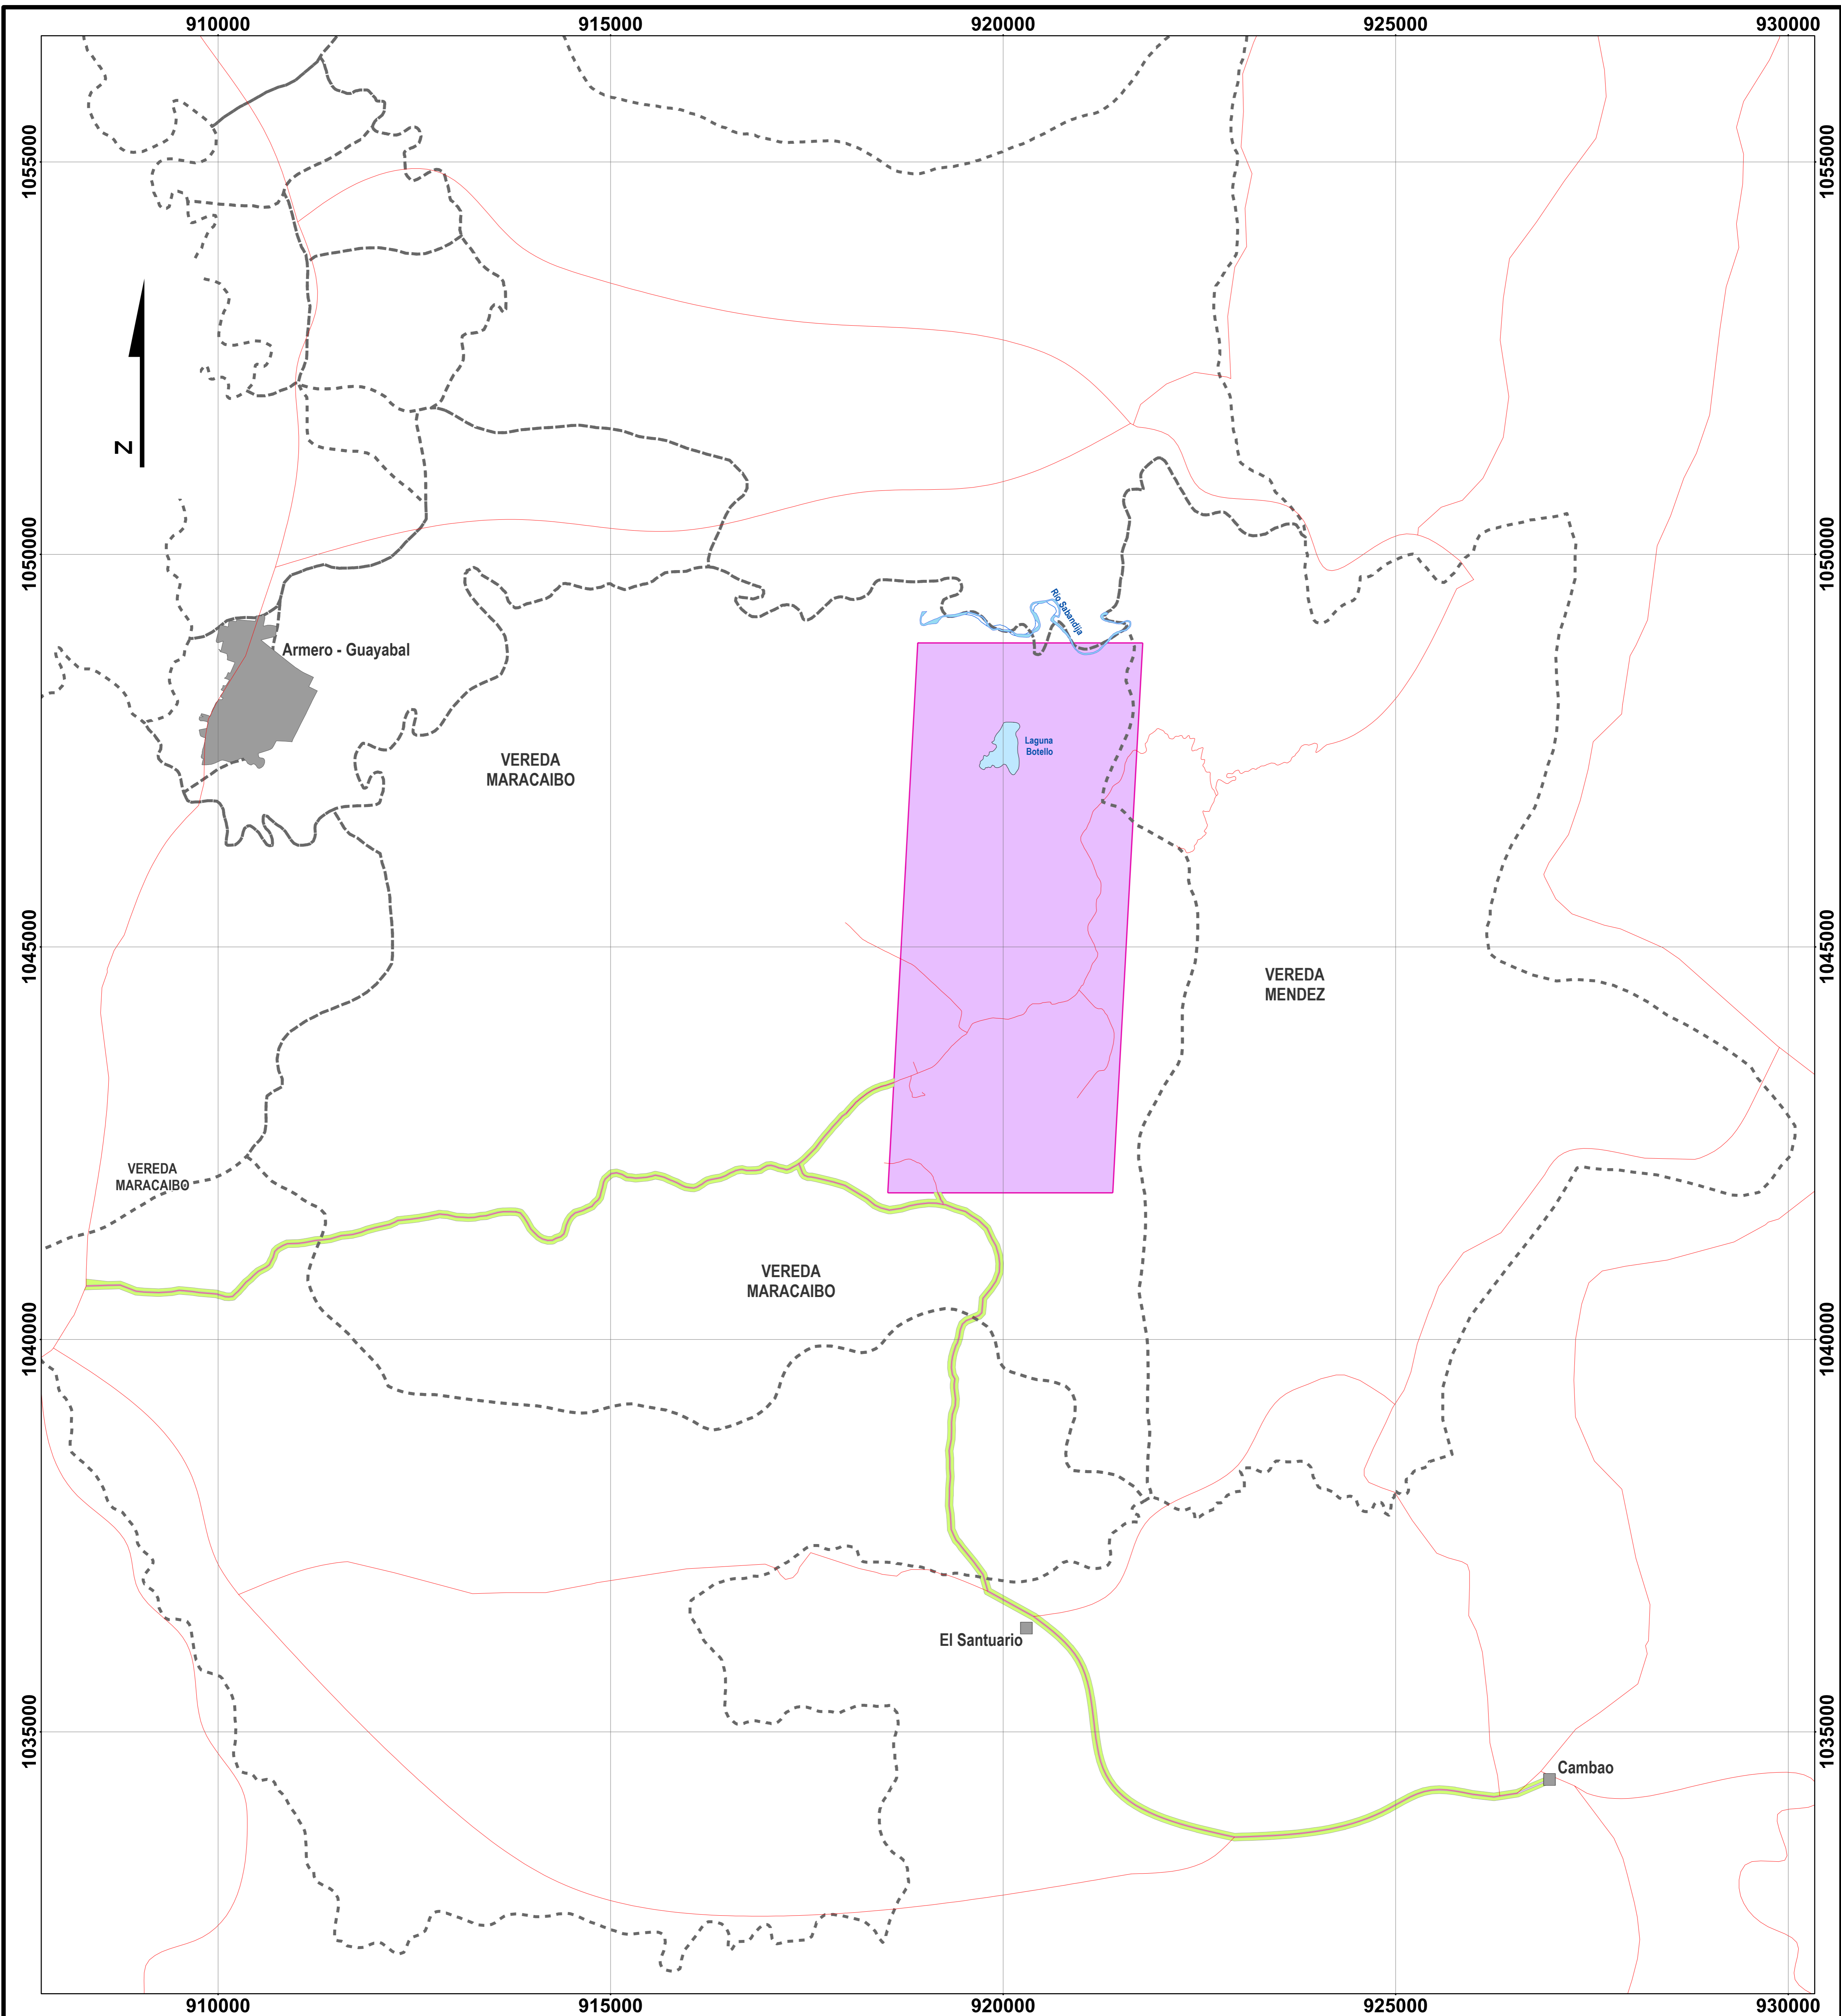 910000
915000
920000
925000
930000
1055000
1055000
N
1050000
1050000
Río Sabandija
Armero - Guayabal
Laguna
Botello
VEREDA
MARACAIBO
1045000
1045000
VEREDA
MENDEZ
VEREDA
MARACAIBO
VEREDA
MARACAIBO
1040000
1040000
El Santuario
1035000
1035000
Cambao
910000
915000
920000
925000
930000